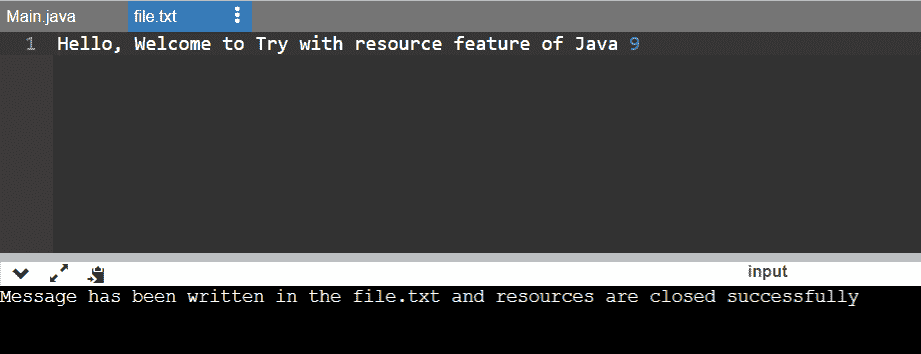 Main.java
file.txt
1 Hello, Welcome to Try with resource feature of Java 9
input
Message has been written in the file.txt and resources are closed successfully